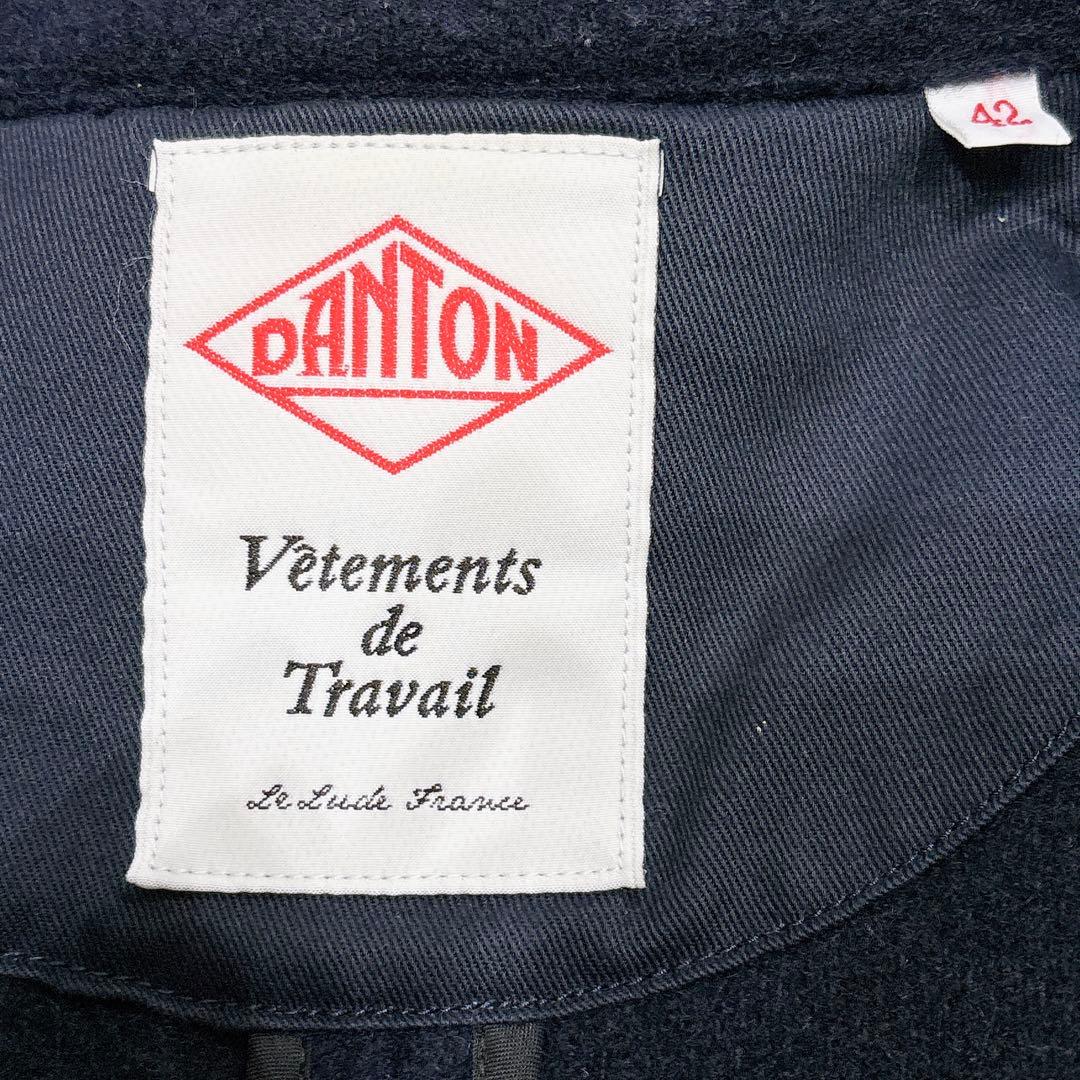 42
DANTON
Vêtements
de
Travail
Le Lude France